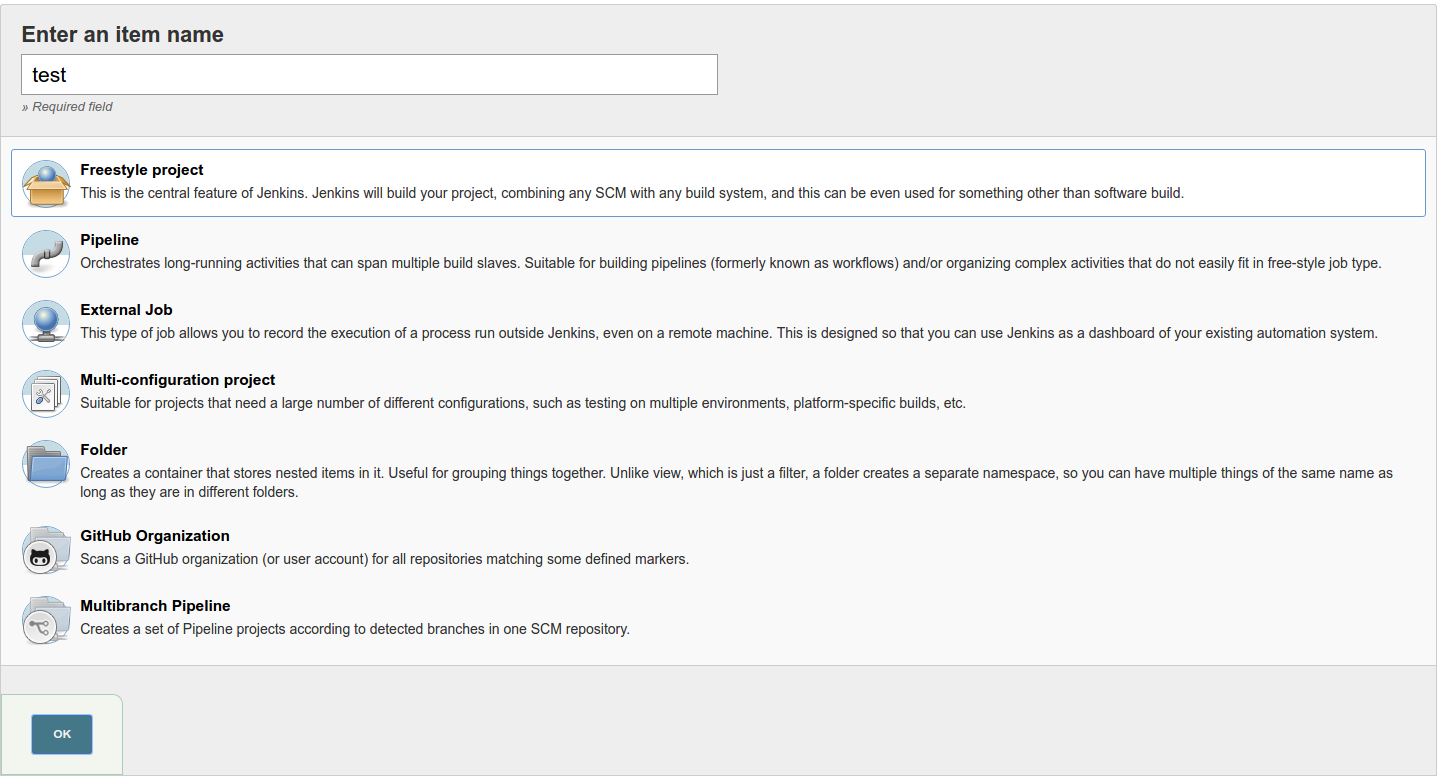 Enter an item name
test
» Required field
Freestyle project
This is the central feature of Jenkins. Jenkins will build your project, combining any SCM with any build system, and this can be even used for something other than software build.
Pipeline
Orchestrates long-running activities that can span multiple build slaves. Suitable for building pipelines (formerly known as workflows) and/or organizing complex activities that do not easily fit in free-style job type.
External Job
This type of job allows you to record the execution of a process run outside Jenkins, even on a remote machine. This is designed so that you can use Jenkins as a dashboard of your existing automation system.
Multi-configuration project
Suitable for projects that need a large number of different configurations, such as testing on multiple environments, platform-specific builds, etc.
Folder
Creates a container that stores nested items in it. Useful for grouping things together. Unlike view, which is just a filter, a folder creates a separate namespace, so you can have multiple things of the same name as
long as they are in different folders.
GitHub Organization
Scans a GitHub organization (or user account) for all repositories matching some defined markers.
Multibranch Pipeline
Creates a set of Pipeline projects according to detected branches in one SCM repository.
OK